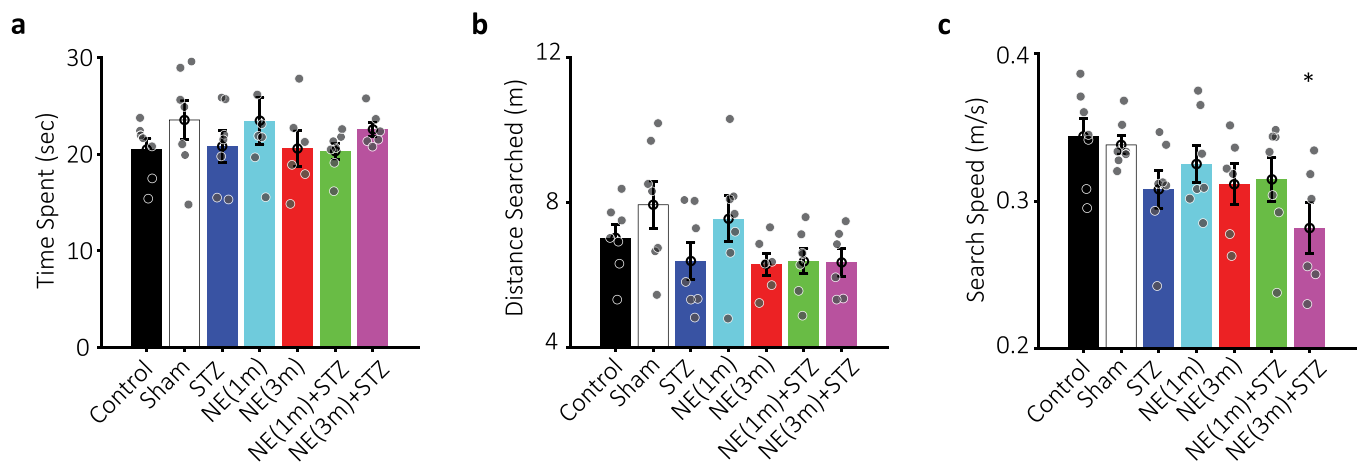 a
Time Spent (sec)
30
20
10
0
Control
Sham
STZ
NE(1m)
NE(3m)
NE(1m)+STZ
NE(3m)+STZ
b
Distance Searched (m)
12
8
4
Control
Sham
STZ
NE(1m)
NE(3m)
NE(1m)+STZ
NE(3m)+STZ
c
Search Speed (m/s)
0.4
0.3
0.2
*
Control
Sham
STZ
NE(1m)
NE(3m)
NE(1m)+STZ
NE(3m)+STZ